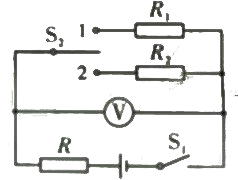 1 R₁
S₂
2 R₂
V
R S₁